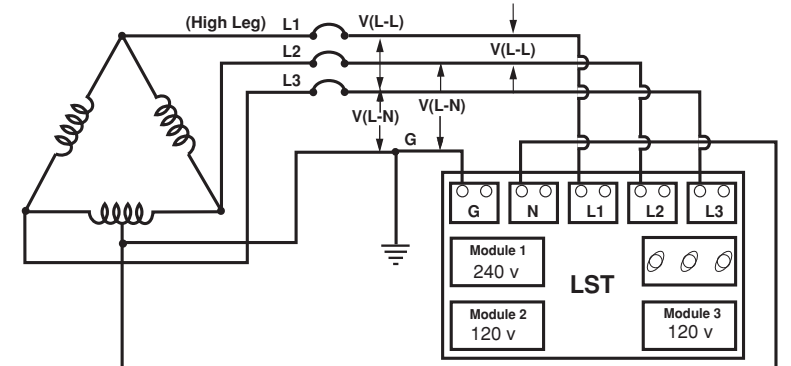 (High Leg) L1
V(L-L)
L2
V(L-L)
L3
V(L-N)
V(L-N)
G
G
N
L1
L2
L3
Module 1
240 v
LST
Module 2
120 v
Module 3
120 v